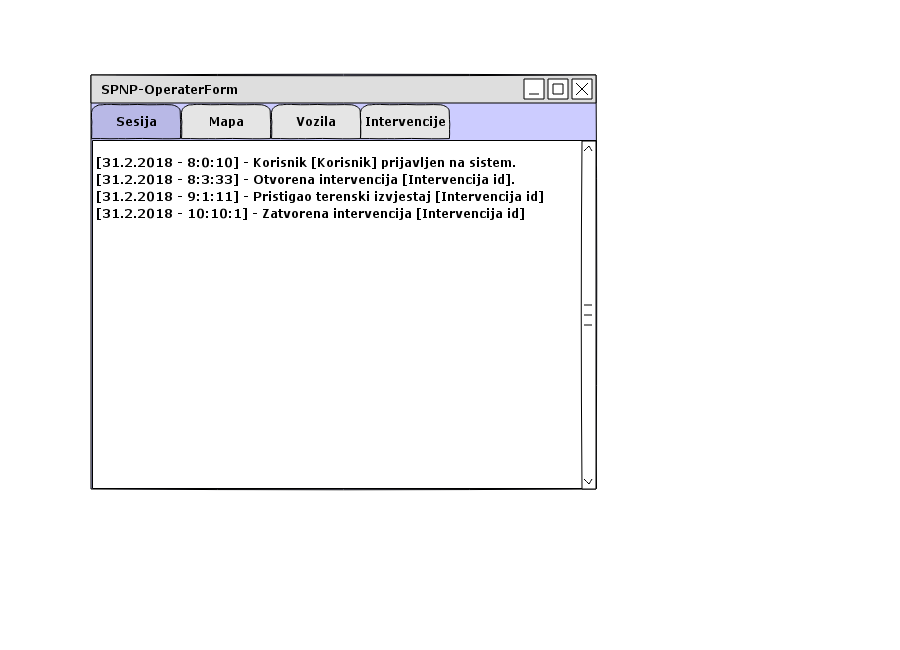 SPNP-OperaterForm
Sesija Mapa Vozila Intervencije
[31.2.2018 - 8:0:10] - Korisnik [Korisnik] prijavljen na sistem.
[31.2.2018 - 8:3:33] - Otvorena intervencija [Intervencija id].
[31.2.2018 - 9:1:11] - Pristigao terenski izvjestaj [Intervencija id]
[31.2.2018 - 10:10:1] - Zatvorena intervencija [Intervencija id]